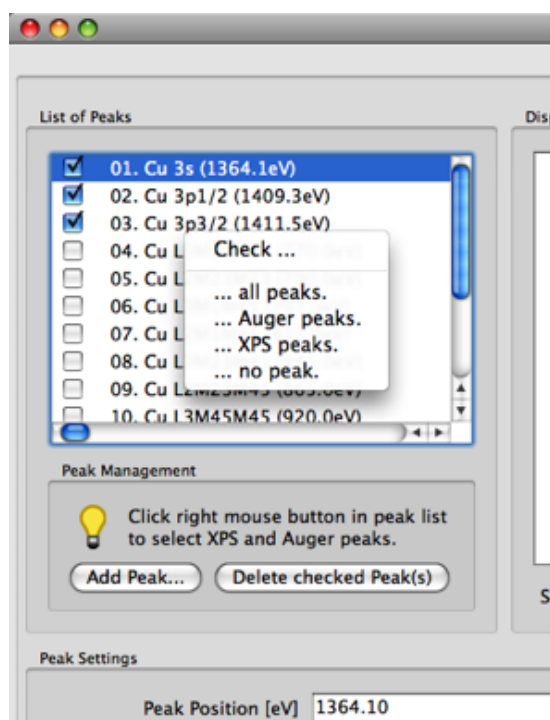 List of Peaks
Dis
01. Cu 3s (1364.1eV)
02. Cu 3p1/2 (1409.3eV)
03. Cu 3p3/2 (1411.5eV)
04. Cu L
05. Cu L
06. Cu L
07. Cu L
08. Cu L
09. Cu
10. Cu L3M45M45 (920.0eV)
Check ...
... all peaks.
... Auger peaks.
... XPS peaks.
... no peak.
Peak Management
Click right mouse button in peak list
to select XPS and Auger peaks.
Add Peak...
Delete checked Peak(s)
S
Peak Settings
Peak Position [eV]
1364.10